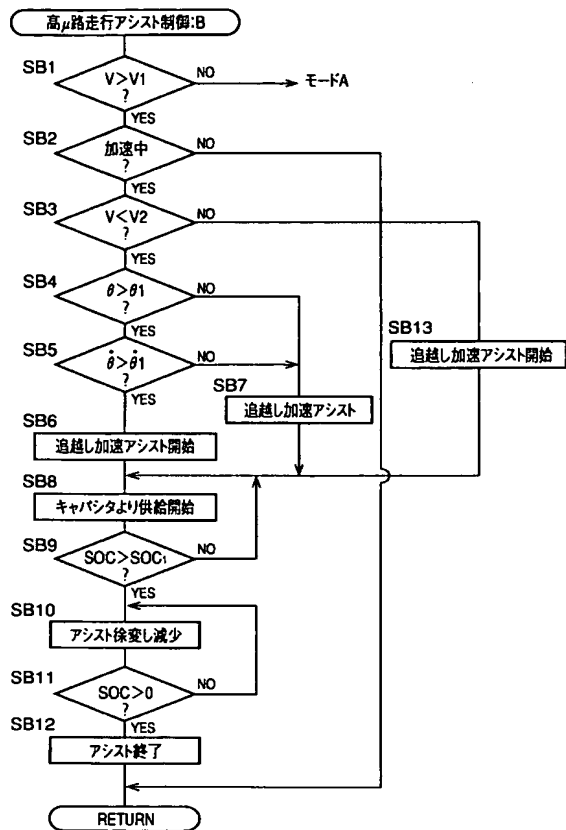 高μ路走行アシスト制御:B
SB1
V>V1
?
NO
モードA
YES
SB2
加速中
?
NO
YES
SB3
V<V2
?
NO
YES
SB4
θ>θ1
?
NO
YES
SB5
θ̇>θ̇1
?
NO
YES
SB13
追越し加速アシスト開始
SB7
追越し加速アシスト
SB6
追越し加速アシスト開始
SB8
キャパシタより供給開始
SB9
SOC>SOC₁
?
NO
YES
SB10
アシスト徐変し減少
SB11
SOC>0
?
NO
YES
SB12
アシスト終了
RETURN